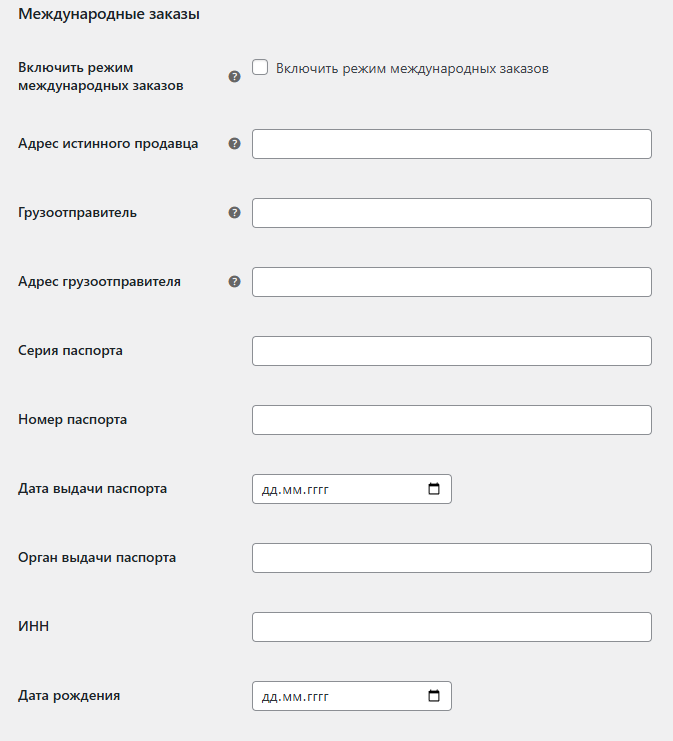 Международные заказы
Включить режим
международных заказов
?
Включить режим международных заказов
Адрес истинного продавца
?
Грузоотправитель
?
Адрес грузоотправителя
?
Серия паспорта
Номер паспорта
Дата выдачи паспорта
дд.мм.гггг
Орган выдачи паспорта
ИНН
Дата рождения
дд.мм.гггг